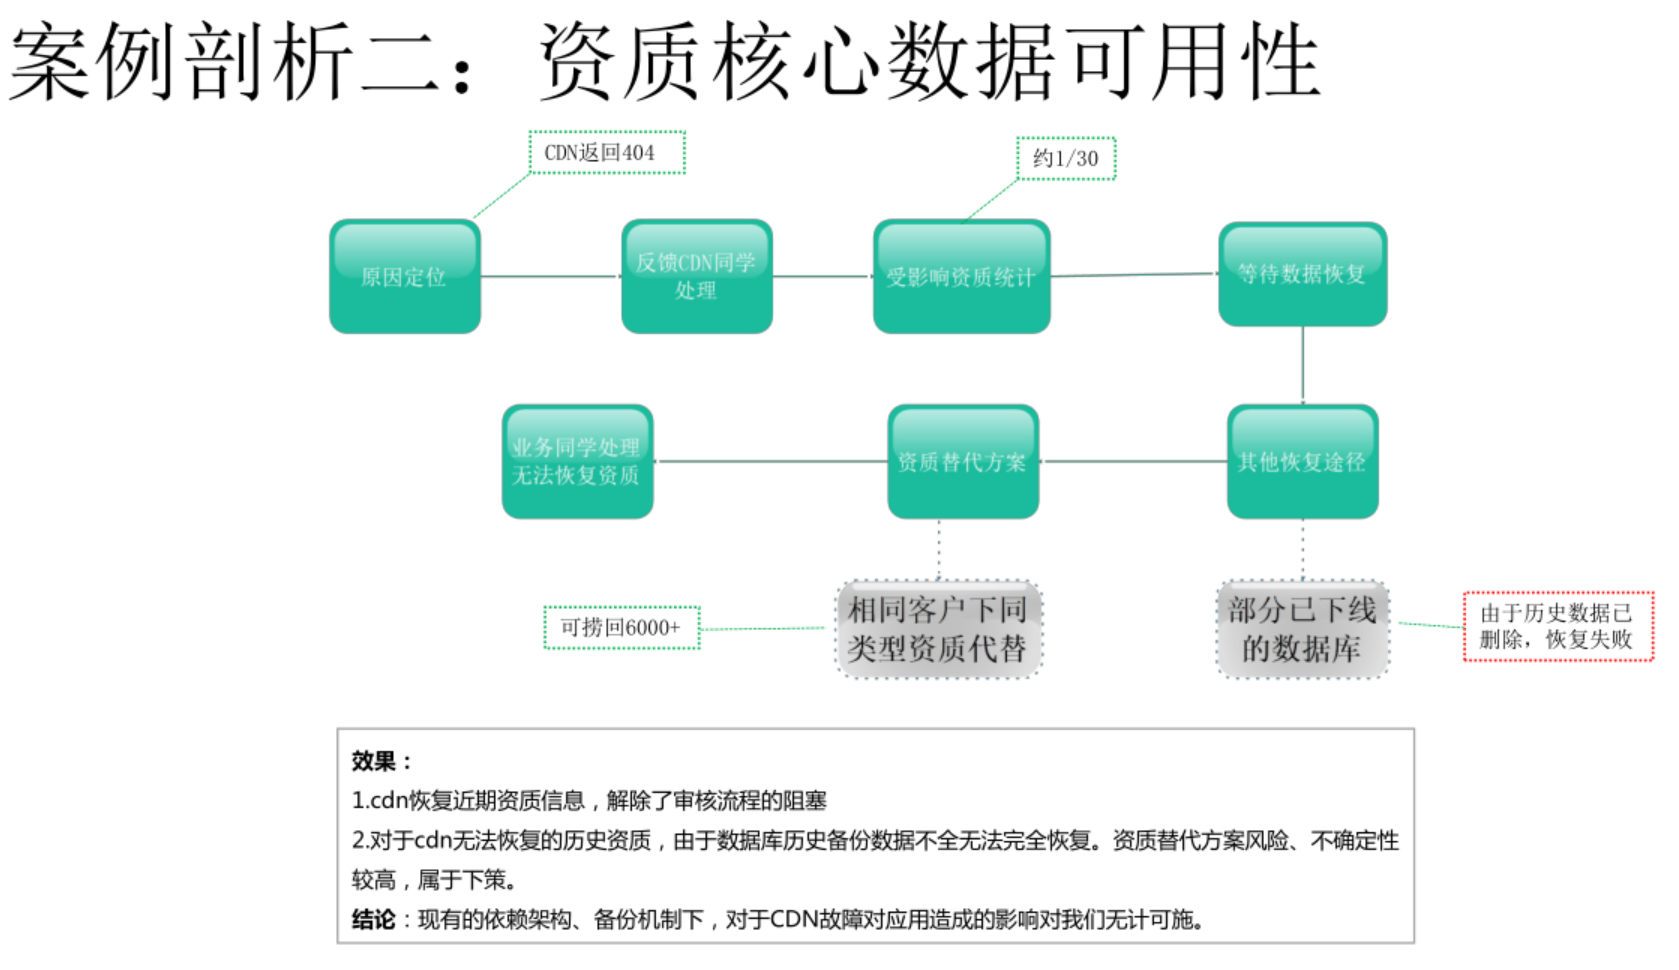 案例剖析二：资质核心数据可用性
CDN返回404
约1/30
原因定位
反馈CDN同学
处理
受影响资质统计
等待数据恢复
业务同学处理
无法恢复资质
资质替代方案
其他恢复途径
可捞回6000+
相同客户下同
类型资质代替
部分已下线
的数据库
由于历史数据已
删除，恢复失败
效果：
1.cdn恢复近期资质信息，解除了审核流程的阻塞
2.对于cdn无法恢复的历史资质，由于数据库历史备份数据不全无法完全恢复。资质替代方案风险、不确定性
较高，属于下策。
结论：现有的依赖架构、备份机制下，对于CDN故障对应用造成的影响对我们无计可施。